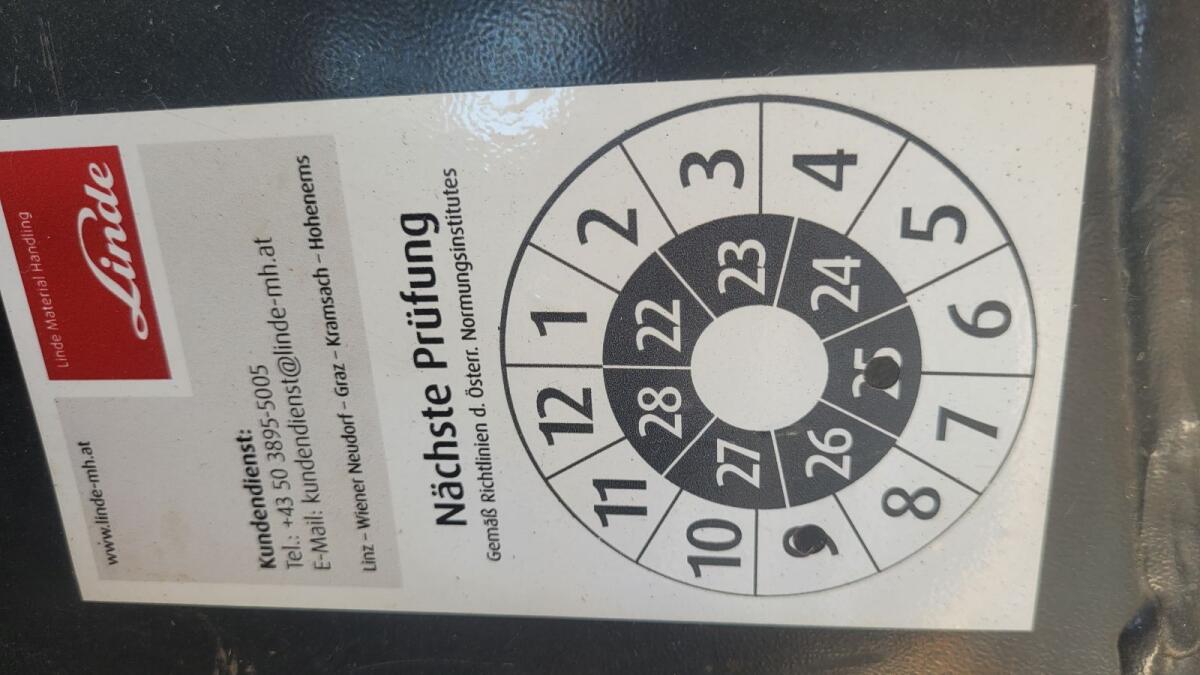 Linde Material Handling
Linde
www.linde-mh.at
Kundendienst:
Tel.: +43 50 3895-5005
E-Mail: kundendienst@linde-mh.at
Linz – Wiener Neudorf – Graz – Kramsach – Hohenems
Nächste Prüfung
Gemäß Richtlinien d. Österr. Normungsinstitutes
1
2
3
4
5
6
7
8
9
10
11
12
22
23
24
25
26
27
28